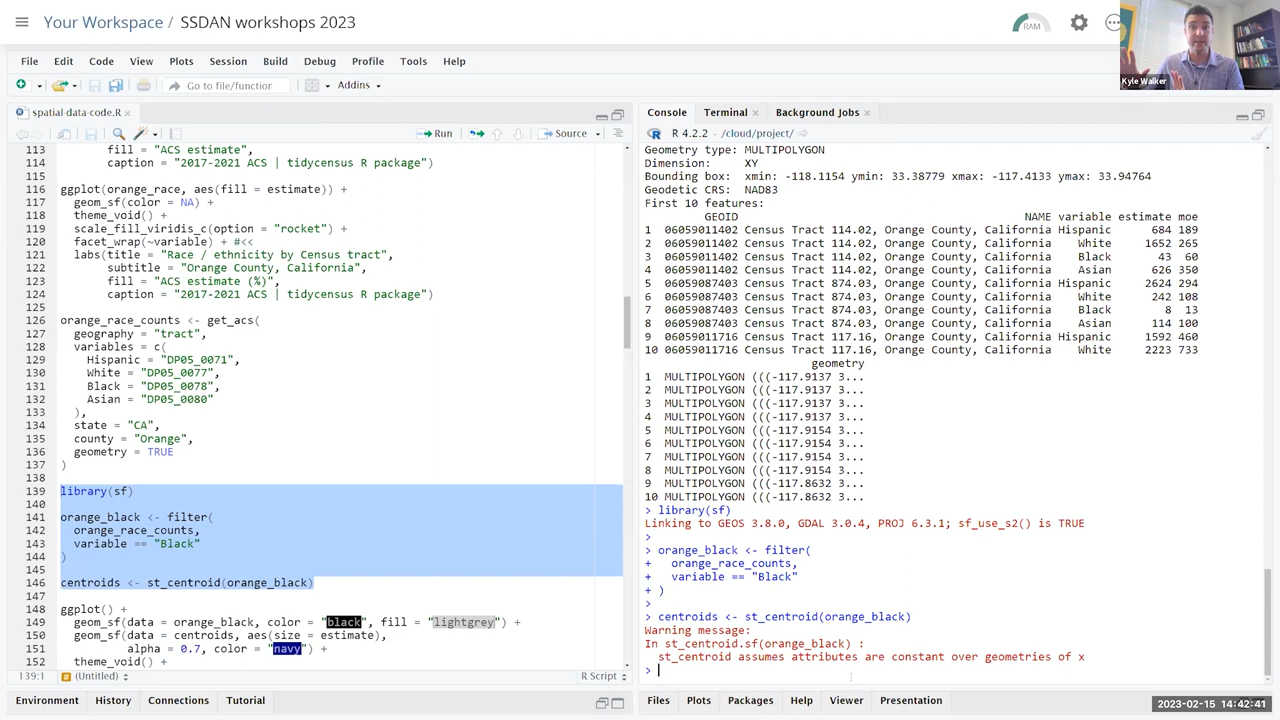 Your Workspace / SSDAN workshops 2023
RAM
Kyle Walker
File Edit Code View Plots Session Build Debug Profile Tools Help
Go to file/function Addins
spatial-data-code.R
Run Source
113 fill = "ACS estimate",
114 caption = "2017-2021 ACS | tidycensus R package")
115
116 ggplot(orange_race, aes(fill = estimate)) +
117 geom_sf(color = NA) +
118 theme_void() +
119 scale_fill_viridis_c(option = "rocket") +
120 facet_wrap(~variable) + #<<
121 labs(title = "Race / ethnicity by Census tract",
122 subtitle = "Orange County, California",
123 fill = "ACS estimate (%)",
124 caption = "2017-2021 ACS | tidycensus R package")
125
126 orange_race_counts <- get_acs(
127 geography = "tract",
128 variables = c(
129 Hispanic = "DP05_0071",
130 White = "DP05_0077",
131 Black = "DP05_0078",
132 Asian = "DP05_0080"
133 ),
134 state = "CA",
135 county = "Orange",
136 geometry = TRUE
137 )
138
139 library(sf)
140
141 orange_black <- filter(
142 orange_race_counts,
143 variable == "Black"
144 )
145
146 centroids <- st_centroid(orange_black)
147
148 ggplot() +
149 geom_sf(data = orange_black, color = "black", fill = "lightgrey") +
150 geom_sf(data = centroids, aes(size = estimate),
151 alpha = 0.7, color = "navy") +
152 theme_void() +
139:1 (Untitled) R Script
Environment History Connections Tutorial
Console Terminal Background Jobs
R 4.2.2 · /cloud/project/
Geometry type: MULTIPOLYGON
Dimension: XY
Bounding box: xmin: -118.1154 ymin: 33.38779 xmax: -117.4133 ymax: 33.94764
Geodetic CRS: NAD83
First 10 features:
GEOID NAME variable estimate moe
1 06059011402 Census Tract 114.02, Orange County, California Hispanic 684 189
2 06059011402 Census Tract 114.02, Orange County, California White 1652 265
3 06059011402 Census Tract 114.02, Orange County, California Black 43 60
4 06059011402 Census Tract 114.02, Orange County, California Asian 626 350
5 06059087403 Census Tract 874.03, Orange County, California Hispanic 2624 294
6 06059087403 Census Tract 874.03, Orange County, California White 242 108
7 06059087403 Census Tract 874.03, Orange County, California Black 8 13
8 06059087403 Census Tract 874.03, Orange County, California Asian 114 100
9 06059011716 Census Tract 117.16, Orange County, California Hispanic 1592 460
10 06059011716 Census Tract 117.16, Orange County, California White 2223 733
geometry
1 MULTIPOLYGON (((-117.9137 3...
2 MULTIPOLYGON (((-117.9137 3...
3 MULTIPOLYGON (((-117.9137 3...
4 MULTIPOLYGON (((-117.9137 3...
5 MULTIPOLYGON (((-117.9154 3...
6 MULTIPOLYGON (((-117.9154 3...
7 MULTIPOLYGON (((-117.9154 3...
8 MULTIPOLYGON (((-117.9154 3...
9 MULTIPOLYGON (((-117.8632 3...
10 MULTIPOLYGON (((-117.8632 3...
> library(sf)
Linking to GEOS 3.8.0, GDAL 3.0.4, PROJ 6.3.1; sf_use_s2() is TRUE
>
> orange_black <- filter(
+ orange_race_counts,
+ variable == "Black"
+ )
>
> centroids <- st_centroid(orange_black)
Warning message:
In st_centroid.sf(orange_black) :
st_centroid assumes attributes are constant over geometries of x
>
Files Plots Packages Help Viewer Presentation
2023-02-15 14:42:41